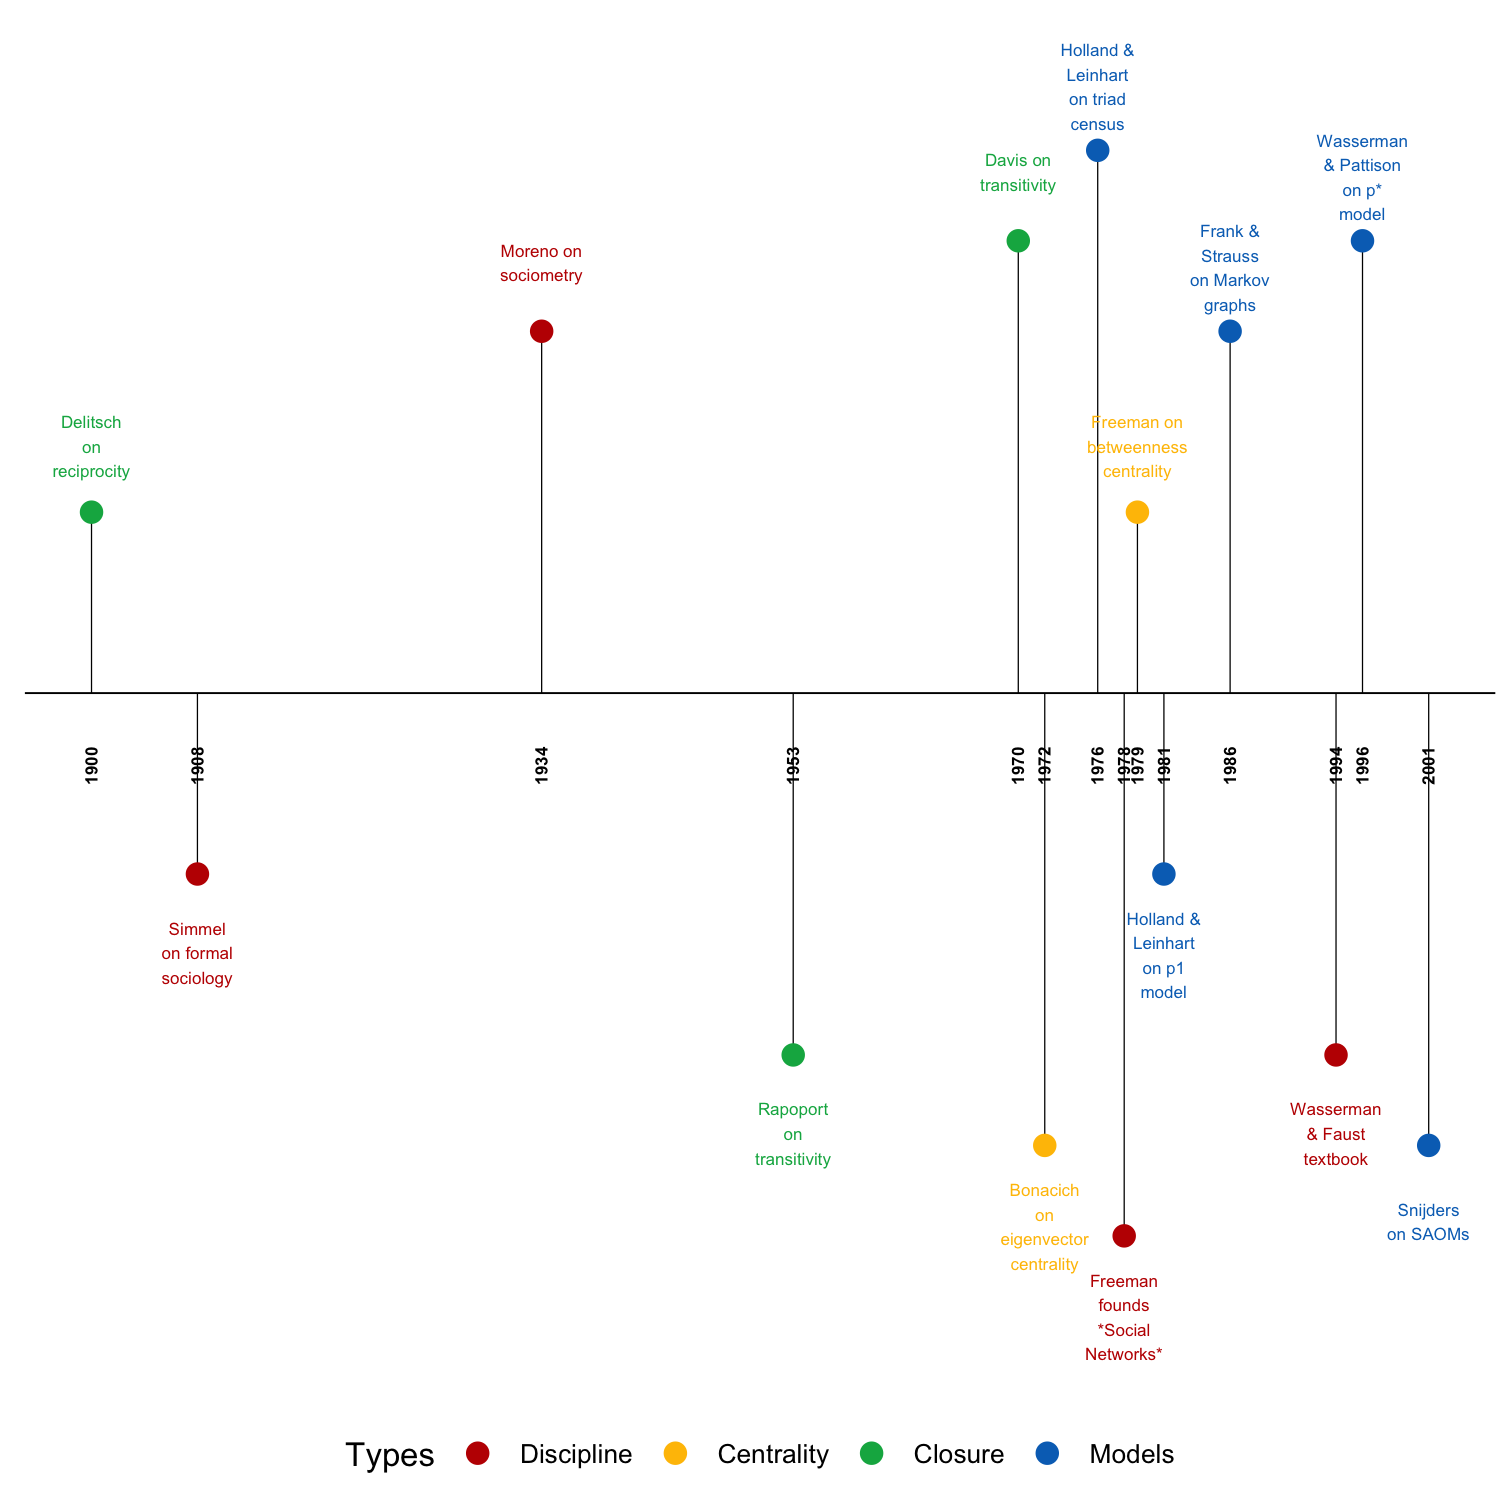 Holland &
Leinhart
on triad
census
Wasserman
& Pattison
on p*
model
Davis on
transitivity
Frank &
Strauss
on Markov
graphs
Moreno on
sociometry
Delitsch
on
reciprocity
Freeman on
betweenness
centrality
1900
1908
1934
1953
1970
1972
1976
1978
1979
1981
1986
1994
1996
2001
Simmel
on formal
sociology
Holland &
Leinhart
on p1
model
Rapoport
on
transitivity
Wasserman
& Faust
textbook
Bonacich
on
eigenvector
centrality
Snijders
on SAOMs
Freeman
founds
*Social
Networks*
Types
Discipline
Centrality
Closure
Models